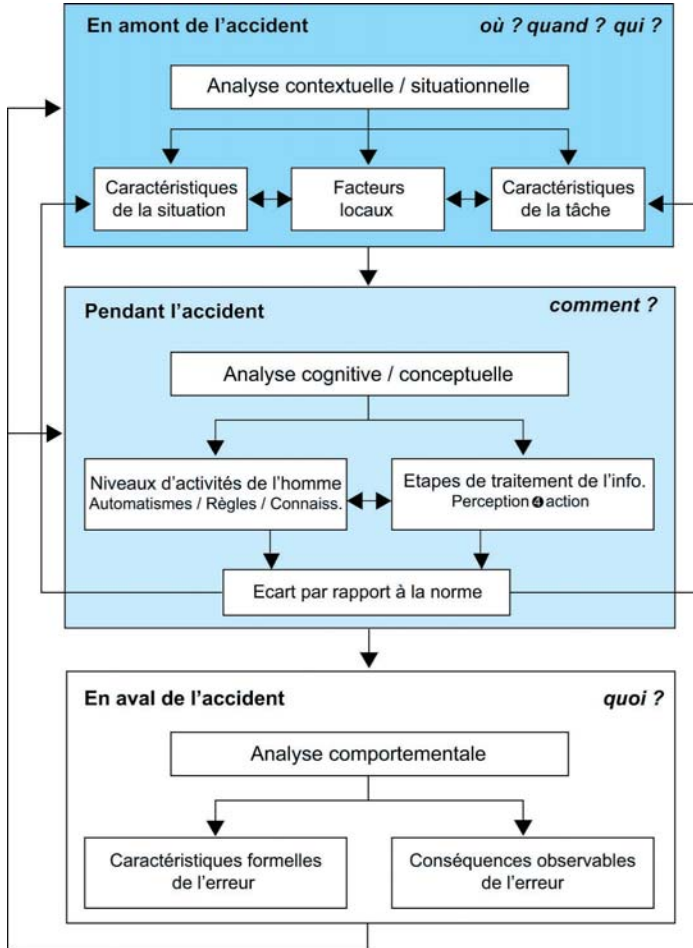 En amont de l’accident où ? quand ? qui ?
Analyse contextuelle / situationnelle
Caractéristiques
de la situation
Facteurs
locaux
Caractéristiques
de la tâche
Pendant l’accident comment ?
Analyse cognitive / conceptuelle
Niveaux d’activités de l’homme
Automatismes / Règles / Connaiss.
Etapes de traitement de l’info.
Perception ❹ action
Ecart par rapport à la norme
En aval de l’accident quoi ?
Analyse comportementale
Caractéristiques formelles
de l’erreur
Conséquences observables
de l’erreur